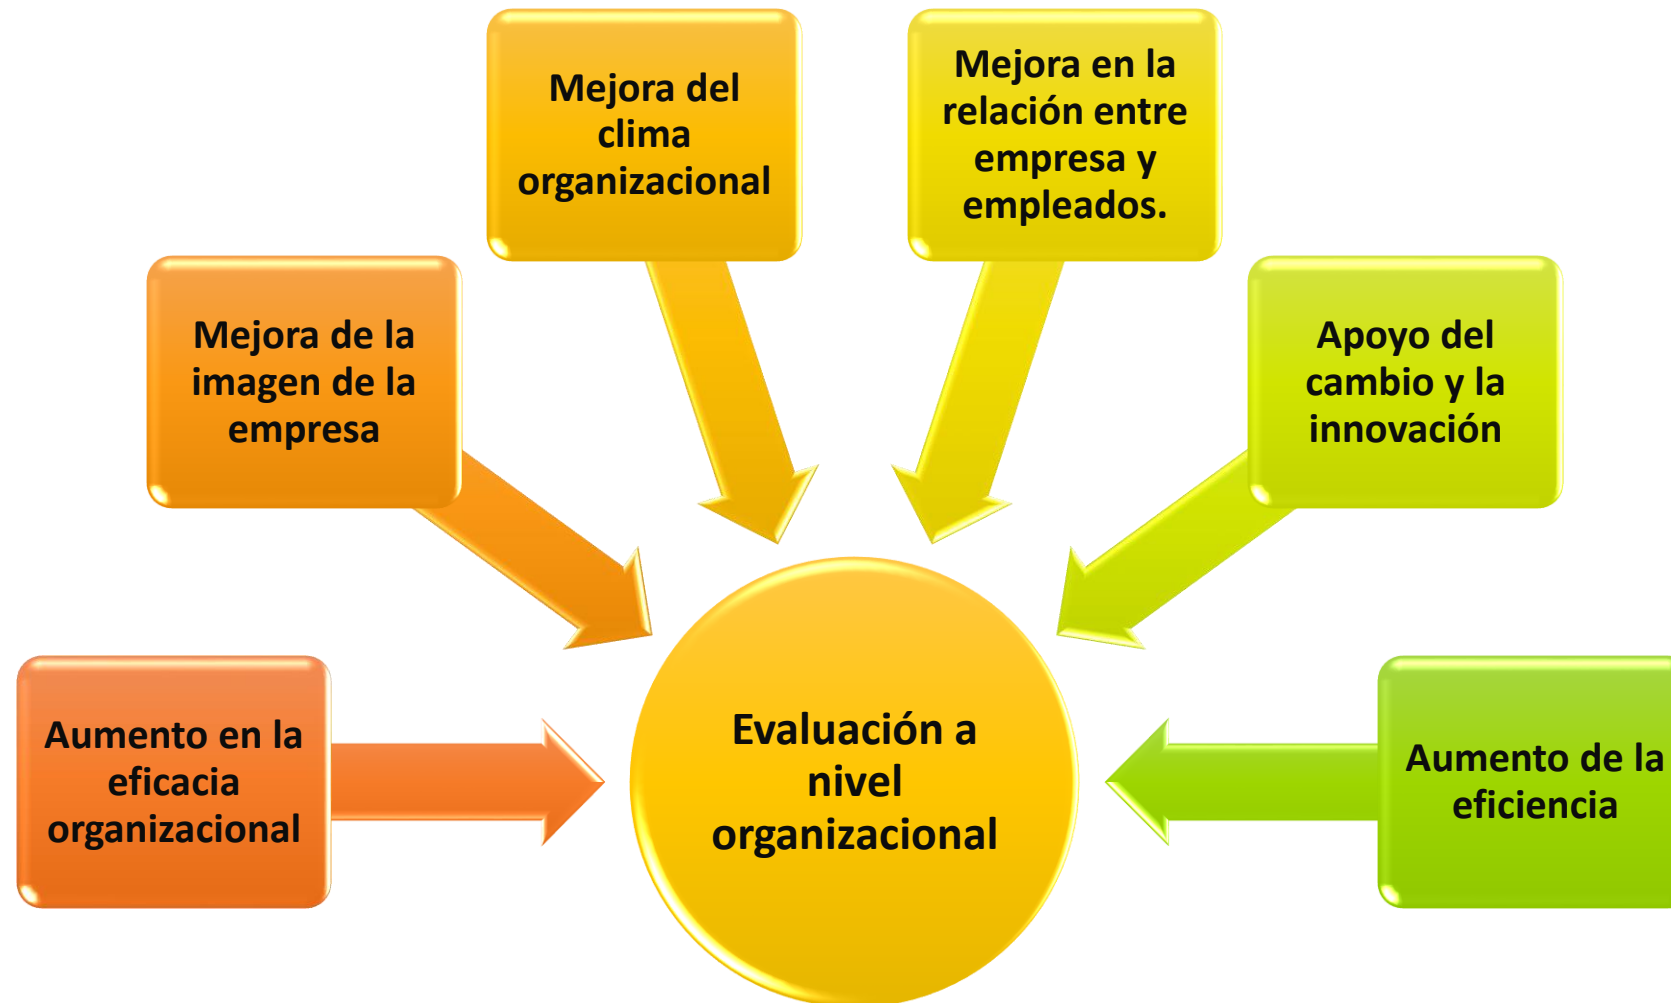 Mejora del
clima
organizacional
Mejora en la
relación entre
empresa y
empleados.
Mejora de la
imagen de la
empresa
Apoyo del
cambio y la
innovación
Aumento en la
eficacia
organizacional
Evaluación a
nivel
organizacional
Aumento de la
eficiencia